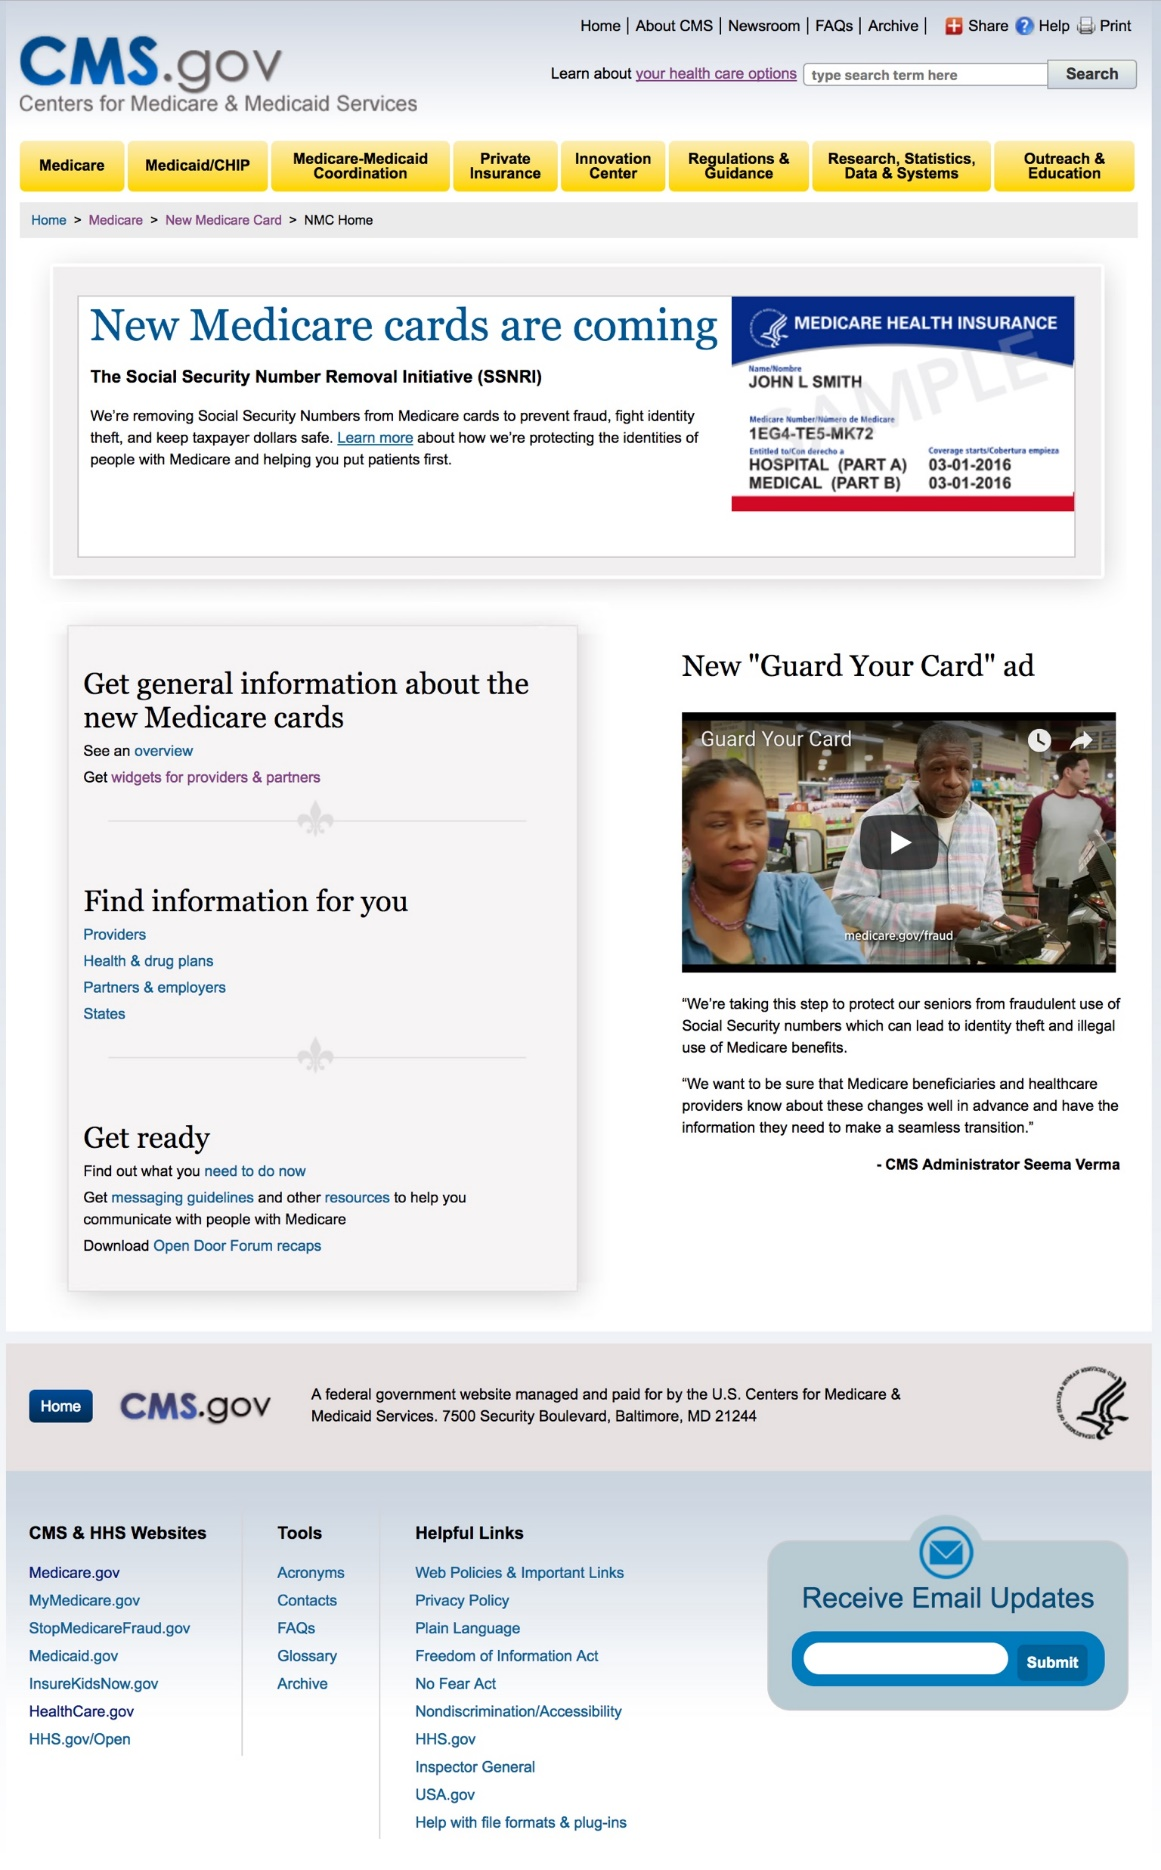 Home | About CMS | Newsroom | FAQs | Archive | Share Help Print
CMS.gov
Centers for Medicare & Medicaid Services
Learn about your health care options type search term here Search
Medicare
Medicaid/CHIP
Medicare-Medicaid
Coordination
Private
Insurance
Innovation
Center
Regulations &
Guidance
Research, Statistics,
Data & Systems
Outreach &
Education
Home > Medicare > New Medicare Card > NMC Home
New Medicare cards are coming
The Social Security Number Removal Initiative (SSNRI)
We're removing Social Security Numbers from Medicare cards to prevent fraud, fight identity
theft, and keep taxpayer dollars safe. Learn more about how we're protecting the identities of
people with Medicare and helping you put patients first.
MEDICARE HEALTH INSURANCE
SAMPLE
Name/Nombre
JOHN L SMITH
Medicare Number/Número de Medicare
1EG4-TE5-MK72
Entitled to/Con derecho a Coverage starts/Cobertura empieza
HOSPITAL (PART A) 03-01-2016
MEDICAL (PART B) 03-01-2016
Get general information about the
new Medicare cards
See an overview
Get widgets for providers & partners
Find information for you
Providers
Health & drug plans
Partners & employers
States
Get ready
Find out what you need to do now
Get messaging guidelines and other resources to help you
communicate with people with Medicare
Download Open Door Forum recaps
New "Guard Your Card" ad
Guard Your Card
medicare.gov/fraud
“We're taking this step to protect our seniors from fraudulent use of
Social Security numbers which can lead to identity theft and illegal
use of Medicare benefits.
“We want to be sure that Medicare beneficiaries and healthcare
providers know about these changes well in advance and have the
information they need to make a seamless transition.”
- CMS Administrator Seema Verma
Home
CMS.gov
A federal government website managed and paid for by the U.S. Centers for Medicare &
Medicaid Services. 7500 Security Boulevard, Baltimore, MD 21244
CMS & HHS Websites
Medicare.gov
MyMedicare.gov
StopMedicareFraud.gov
Medicaid.gov
InsureKidsNow.gov
HealthCare.gov
HHS.gov/Open
Tools
Acronyms
Contacts
FAQs
Glossary
Archive
Helpful Links
Web Policies & Important Links
Privacy Policy
Plain Language
Freedom of Information Act
No Fear Act
Nondiscrimination/Accessibility
HHS.gov
Inspector General
USA.gov
Help with file formats & plug-ins
Receive Email Updates
Submit